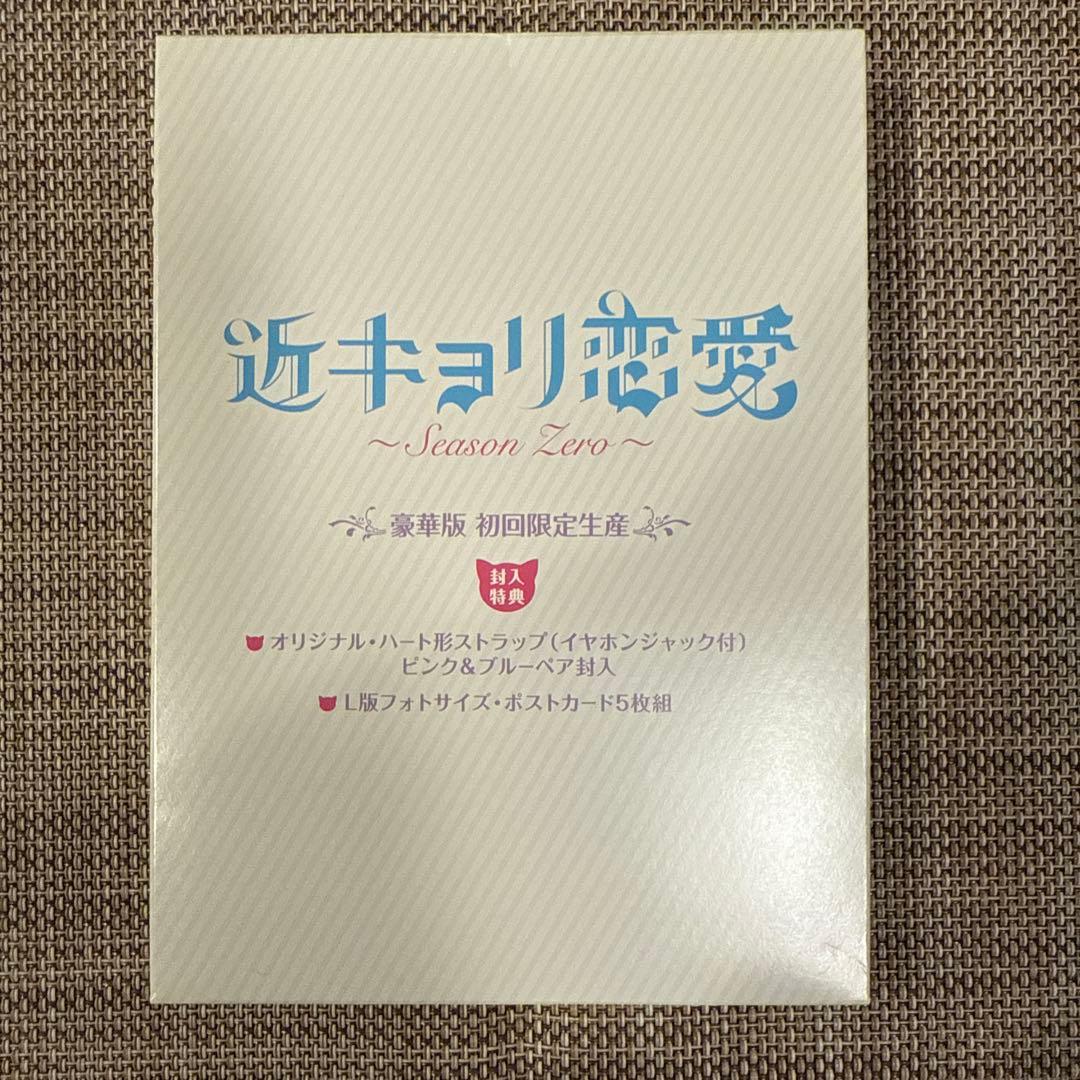 近キョリ恋愛
～Season Zero～
豪華版 初回限定生産
封入
特典
オリジナル・ハート形ストラップ（イヤホンジャック付）
ピンク&ブルーペア封入
L版フォトサイズ・ポストカード5枚組